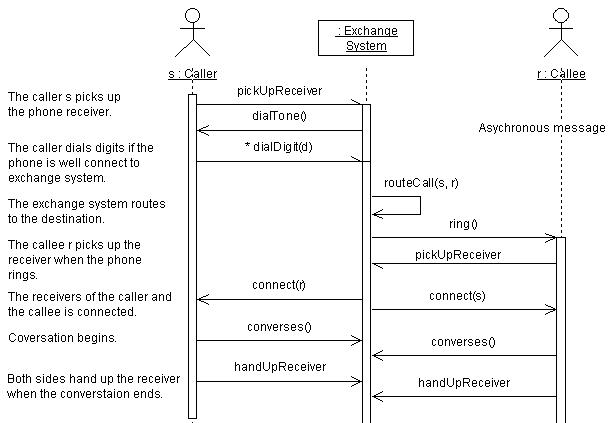 : Exchange
System
s : Caller
r : Callee
The caller s picks up
the phone receiver.
pickUpReceiver
dialTone()
Asychronous message
The caller dials digits if the
phone is well connect to
exchange system.
* dialDigit(d)
routeCall(s, r)
The exchange system routes
to the destination.
ring()
The callee r picks up the
receiver when the phone
rings.
pickUpReceiver
The receivers of the caller and
the callee is connected.
connect(r)
connect(s)
Coversation begins.
converses()
converses()
handUpReceiver
Both sides hand up the receiver
when the converstaion ends.
handUpReceiver